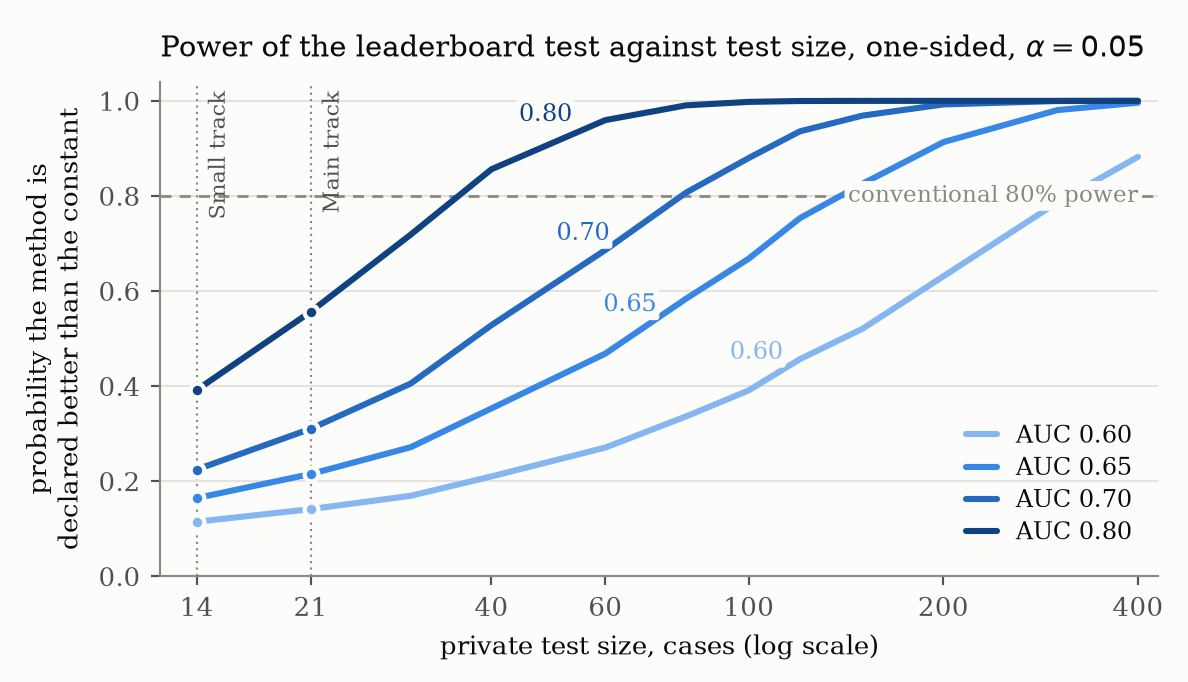 Power of the leaderboard test against test size, one-sided, α = 0.05
probability the method is
declared better than the constant
1.0
0.8
0.6
0.4
0.2
0.0
Small track
Main track
0.80
0.70
0.65
0.60
conventional 80% power
AUC 0.60
AUC 0.65
AUC 0.70
AUC 0.80
14
21
40
60
100
200
400
private test size, cases (log scale)